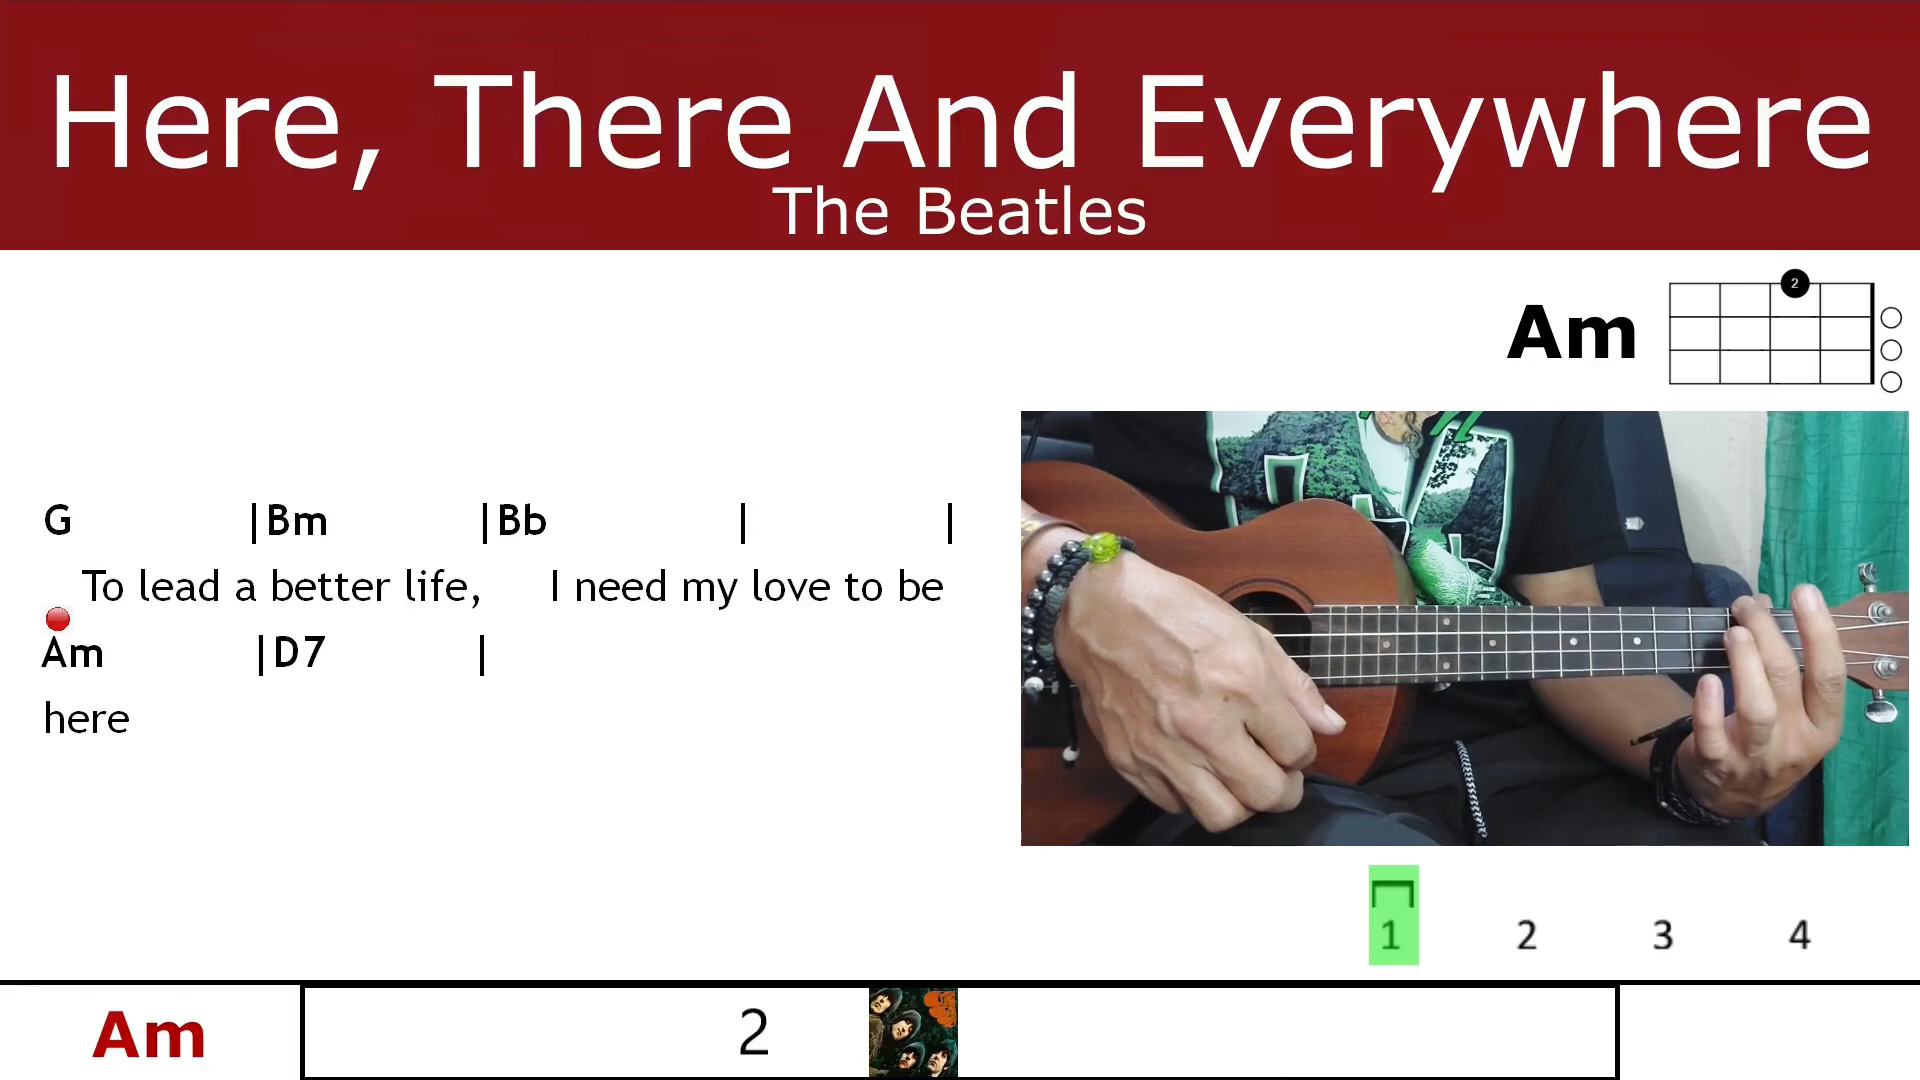 Here, There And Everywhere
The Beatles
Am
2
G |Bm |Bb | |
To lead a better life, I need my love to be
Am |D7 |
here
1 2 3 4
Am 2